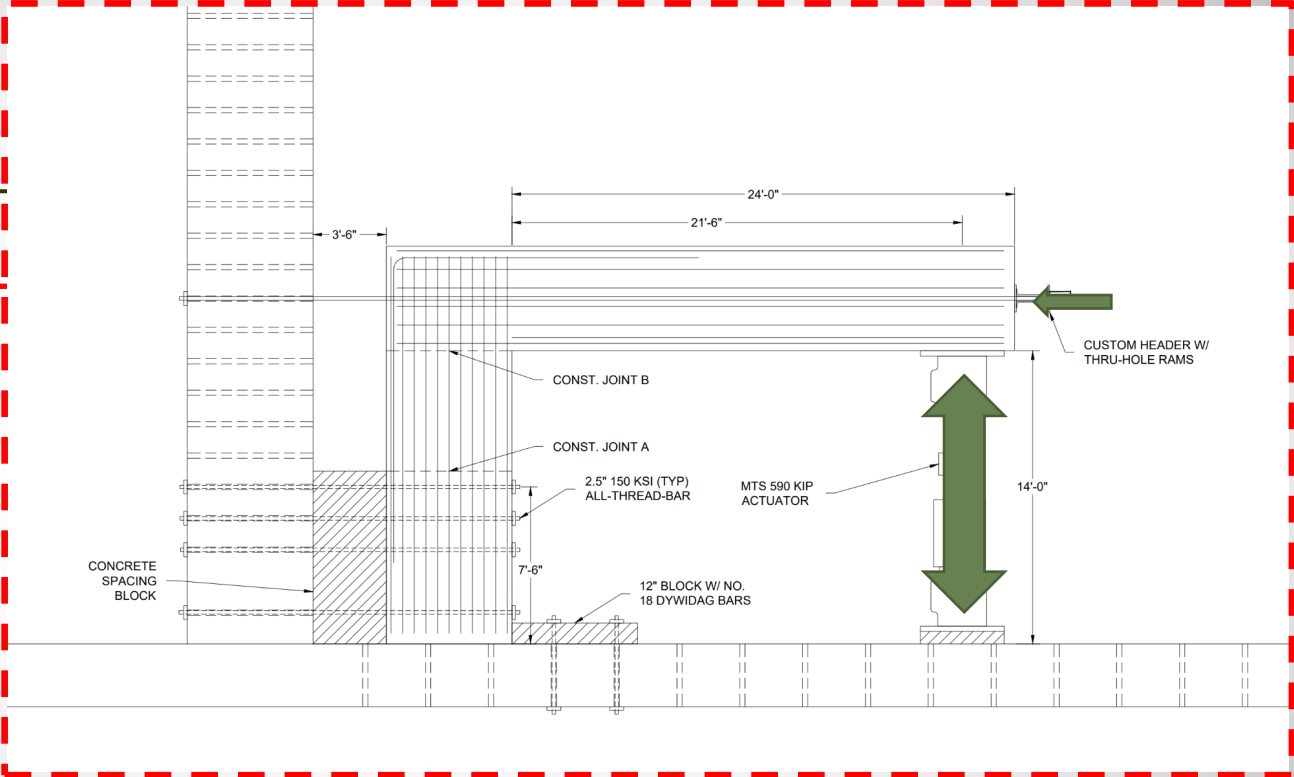 24'-0"
21'-6"
3'-6"
CUSTOM HEADER W/
THRU-HOLE RAMS
CONST. JOINT B
CONST. JOINT A
2.5" 150 KSI (TYP)
ALL-THREAD-BAR
MTS 590 KIP
ACTUATOR
14'-0"
7'-6"
CONCRETE
SPACING
BLOCK
12" BLOCK W/ NO.
18 DYWIDAG BARS